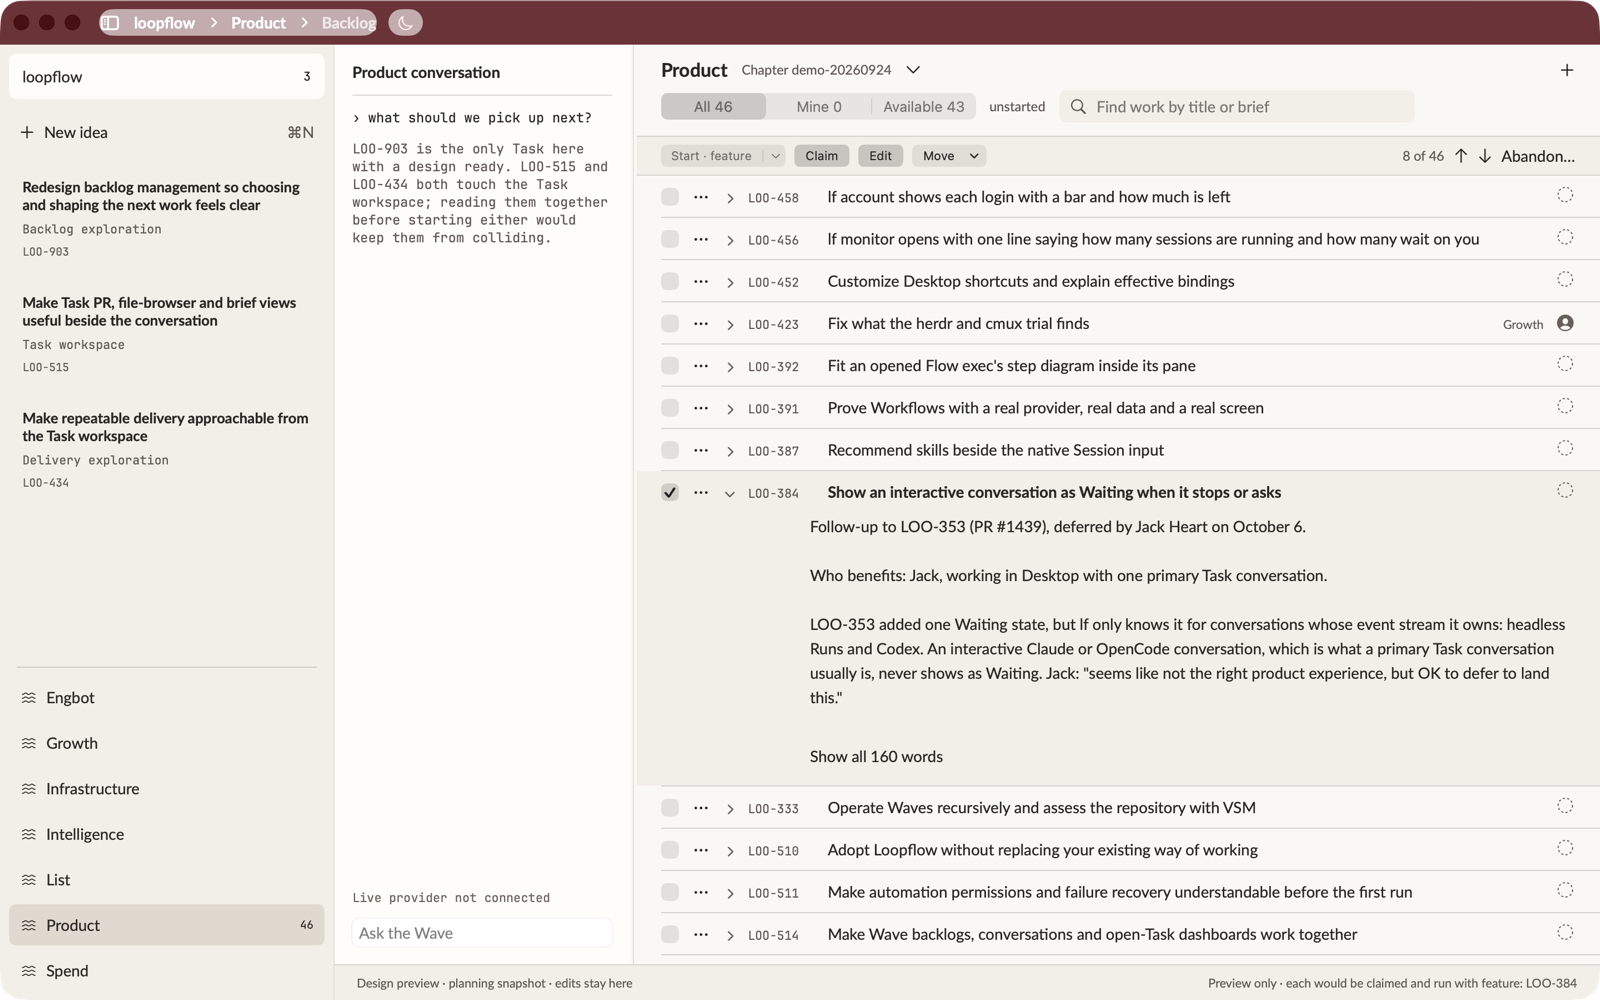 loopflow Product Backlog
loopflow 3
New idea ⌘N
Redesign backlog management so choosing
and shaping the next work feels clear
Backlog exploration
LOO-903
Make Task PR, file-browser and brief views
useful beside the conversation
Task workspace
LOO-515
Make repeatable delivery approachable from
the Task workspace
Delivery exploration
LOO-434
Engbot
Growth
Infrastructure
Intelligence
List
Product 46
Spend
Product conversation
› what should we pick up next?
LOO-903 is the only Task here
with a design ready. LOO-515 and
LOO-434 both touch the Task
workspace; reading them together
before starting either would
keep them from colliding.
Live provider not connected
Ask the Wave
Product Chapter demo-20260924
All 46 Mine 0 Available 43 unstarted Find work by title or brief
Start · feature Claim Edit Move 8 of 46 Abandon...
LOO-458 If account shows each login with a bar and how much is left
LOO-456 If monitor opens with one line saying how many sessions are running and how many wait on you
LOO-452 Customize Desktop shortcuts and explain effective bindings
LOO-423 Fix what the herdr and cmux trial finds Growth
LOO-392 Fit an opened Flow exec's step diagram inside its pane
LOO-391 Prove Workflows with a real provider, real data and a real screen
LOO-387 Recommend skills beside the native Session input
LOO-384 Show an interactive conversation as Waiting when it stops or asks
Follow-up to LOO-353 (PR #1439), deferred by Jack Heart on October 6.
Who benefits: Jack, working in Desktop with one primary Task conversation.
LOO-353 added one Waiting state, but lf only knows it for conversations whose event stream it owns: headless
Runs and Codex. An interactive Claude or OpenCode conversation, which is what a primary Task conversation
usually is, never shows as Waiting. Jack: "seems like not the right product experience, but OK to defer to land
this."
Show all 160 words
LOO-333 Operate Waves recursively and assess the repository with VSM
LOO-510 Adopt Loopflow without replacing your existing way of working
LOO-511 Make automation permissions and failure recovery understandable before the first run
LOO-514 Make Wave backlogs, conversations and open-Task dashboards work together
Design preview · planning snapshot · edits stay here
Preview only · each would be claimed and run with feature: LOO-384